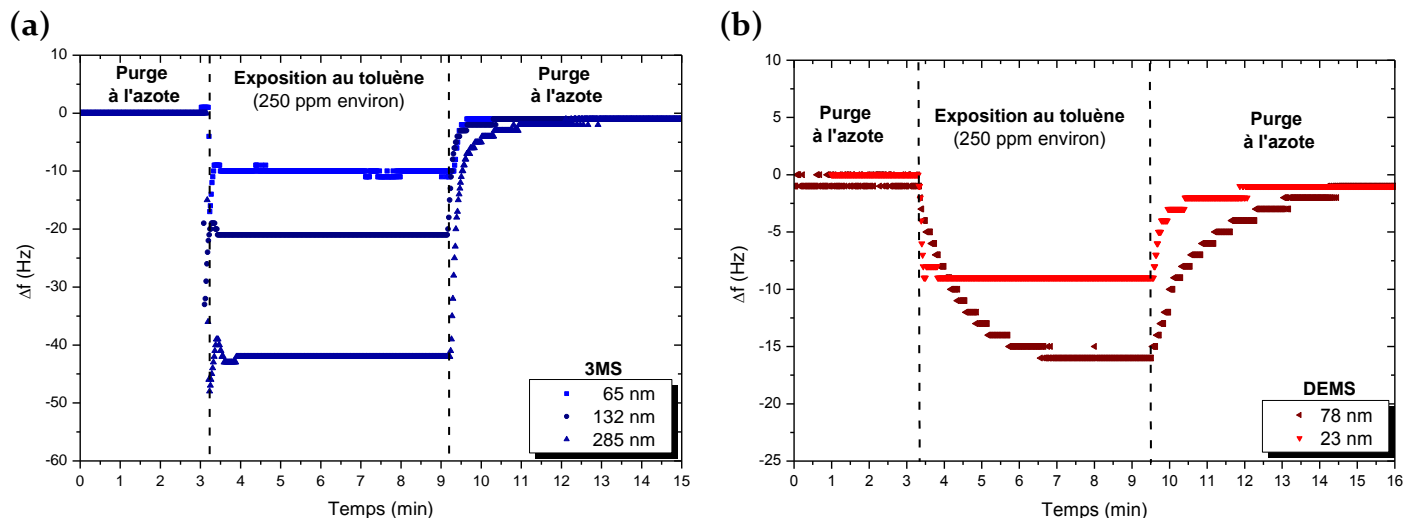 (a)
10
0
-10
-20
-30
-40
-50
-60
Δf (Hz)
Purge
à l'azote
Exposition au toluène
(250 ppm environ)
Purge
à l'azote
3MS
65 nm
132 nm
285 nm
0 1 2 3 4 5 6 7 8 9 10 11 12 13 14 15
Temps (min)
(b)
10
5
0
-5
-10
-15
-20
-25
Δf (Hz)
Purge
à l'azote
Exposition au toluène
(250 ppm environ)
Purge
à l'azote
DEMS
78 nm
23 nm
0 1 2 3 4 5 6 7 8 9 10 11 12 13 14 15 16
Temps (min)